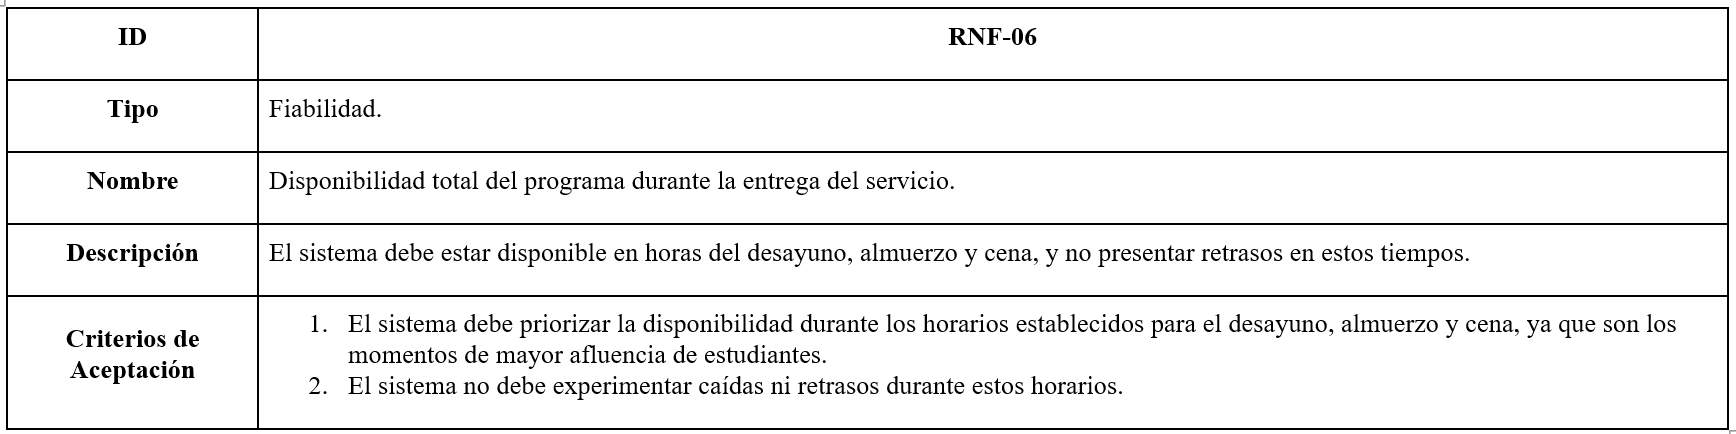 ID
RNF-06
Tipo
Fiabilidad.
Nombre
Disponibilidad total del programa durante la entrega del servicio.
Descripción
El sistema debe estar disponible en horas del desayuno, almuerzo y cena, y no presentar retrasos en estos tiempos.
Criterios de
Aceptación
1. El sistema debe priorizar la disponibilidad durante los horarios establecidos para el desayuno, almuerzo y cena, ya que son los
momentos de mayor afluencia de estudiantes.
2. El sistema no debe experimentar caídas ni retrasos durante estos horarios.